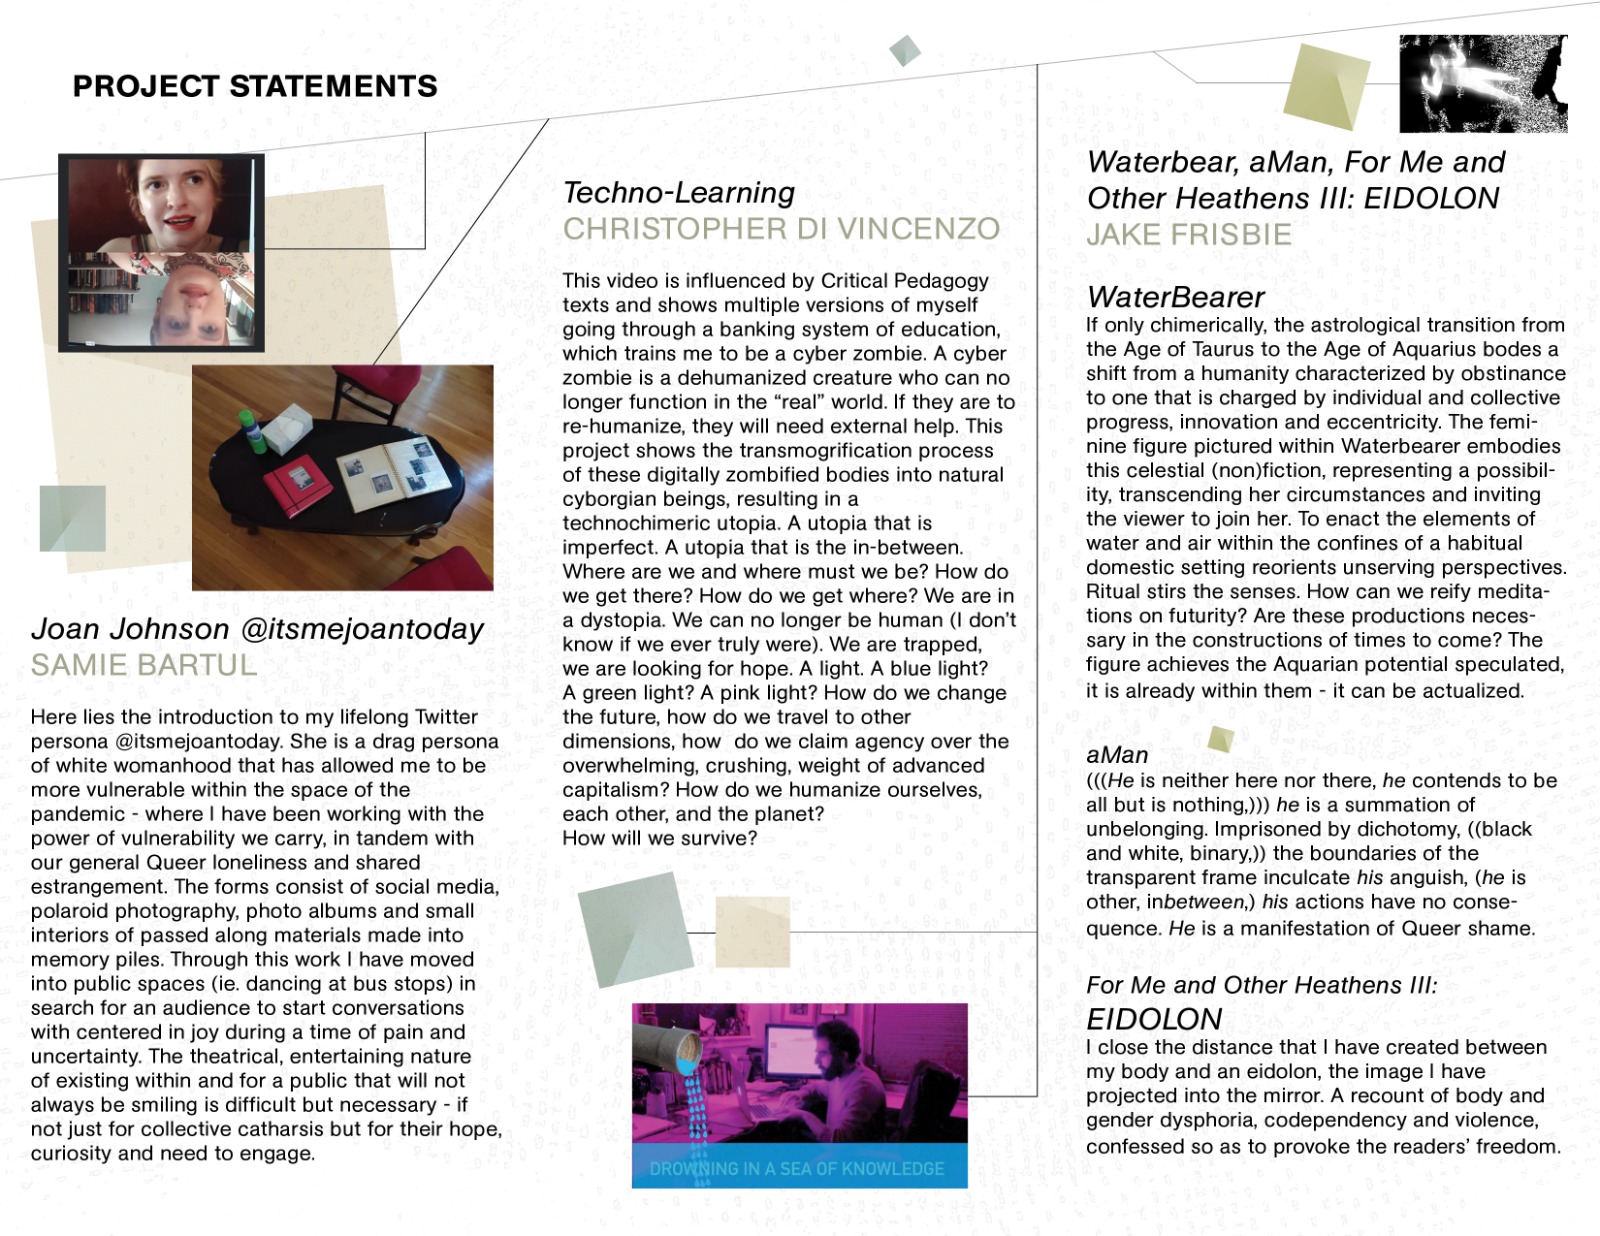 PROJECT STATEMENTS
Joan Johnson @itsmejoantoday
SAMIE BARTUL
Here lies the introduction to my lifelong Twitter
persona @itsmejoantoday. She is a drag persona
of white womanhood that has allowed me to be
more vulnerable within the space of the
pandemic - where I have been working with the
power of vulnerability we carry, in tandem with
our general Queer loneliness and shared
estrangement. The forms consist of social media,
polaroid photography, photo albums and small
interiors of passed along materials made into
memory piles. Through this work I have moved
into public spaces (ie. dancing at bus stops) in
search for an audience to start conversations
with centered in joy during a time of pain and
uncertainty. The theatrical, entertaining nature
of existing within and for a public that will not
always be smiling is difficult but necessary - if
not just for collective catharsis but for their hope,
curiosity and need to engage.
Techno-Learning
CHRISTOPHER DI VINCENZO
This video is influenced by Critical Pedagogy
texts and shows multiple versions of myself
going through a banking system of education,
which trains me to be a cyber zombie. A cyber
zombie is a dehumanized creature who can no
longer function in the “real” world. If they are to
re-humanize, they will need external help. This
project shows the transmogrification process
of these digitally zombified bodies into natural
cyborgian beings, resulting in a
technochimeric utopia. A utopia that is
imperfect. A utopia that is the in-between.
Where are we and where must we be? How do
we get there? How do we get where? We are in
a dystopia. We can no longer be human (I don’t
know if we ever truly were). We are trapped,
we are looking for hope. A light. A blue light?
A green light? A pink light? How do we change
the future, how do we travel to other
dimensions, how  do we claim agency over the
overwhelming, crushing, weight of advanced
capitalism? How do we humanize ourselves,
each other, and the planet?
How will we survive?
DROWNING IN A SEA OF KNOWLEDGE
Waterbear, aMan, For Me and
Other Heathens III: EIDOLON
JAKE FRISBIE
WaterBearer
If only chimerically, the astrological transition from
the Age of Taurus to the Age of Aquarius bodes a
shift from a humanity characterized by obstinance
to one that is charged by individual and collective
progress, innovation and eccentricity. The femi-
nine figure pictured within Waterbearer embodies
this celestial (non)fiction, representing a possibil-
ity, transcending her circumstances and inviting
the viewer to join her. To enact the elements of
water and air within the confines of a habitual
domestic setting reorients unserving perspectives.
Ritual stirs the senses. How can we reify medita-
tions on futurity? Are these productions neces-
sary in the constructions of times to come? The
figure achieves the Aquarian potential speculated,
it is already within them - it can be actualized.
aMan
(((He is neither here nor there, he contends to be
all but is nothing,))) he is a summation of
unbelonging. Imprisoned by dichotomy, ((black
and white, binary,)) the boundaries of the
transparent frame inculcate his anguish, (he is
other, inbetween,) his actions have no conse-
quence. He is a manifestation of Queer shame.
For Me and Other Heathens III:
EIDOLON
I close the distance that I have created between
my body and an eidolon, the image I have
projected into the mirror. A recount of body and
gender dysphoria, codependency and violence,
confessed so as to provoke the readers’ freedom.